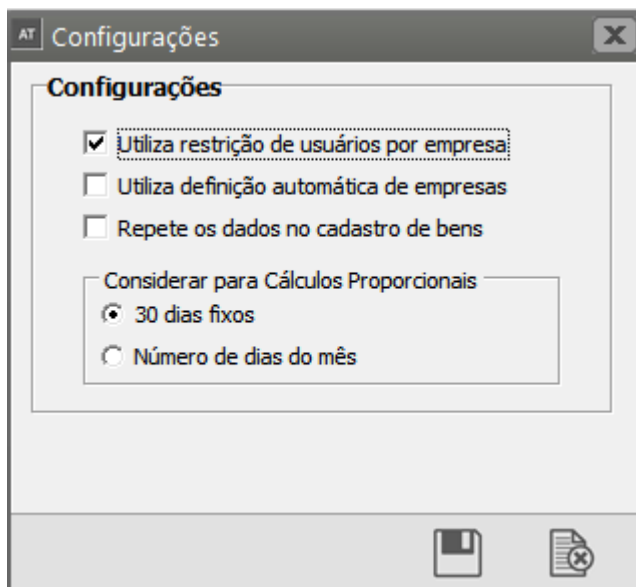 AT Configurações
Configurações
Utiliza restrição de usuários por empresa
Utiliza definição automática de empresas
Repete os dados no cadastro de bens
Considerar para Cálculos Proporcionais
30 dias fixos
Número de dias do mês